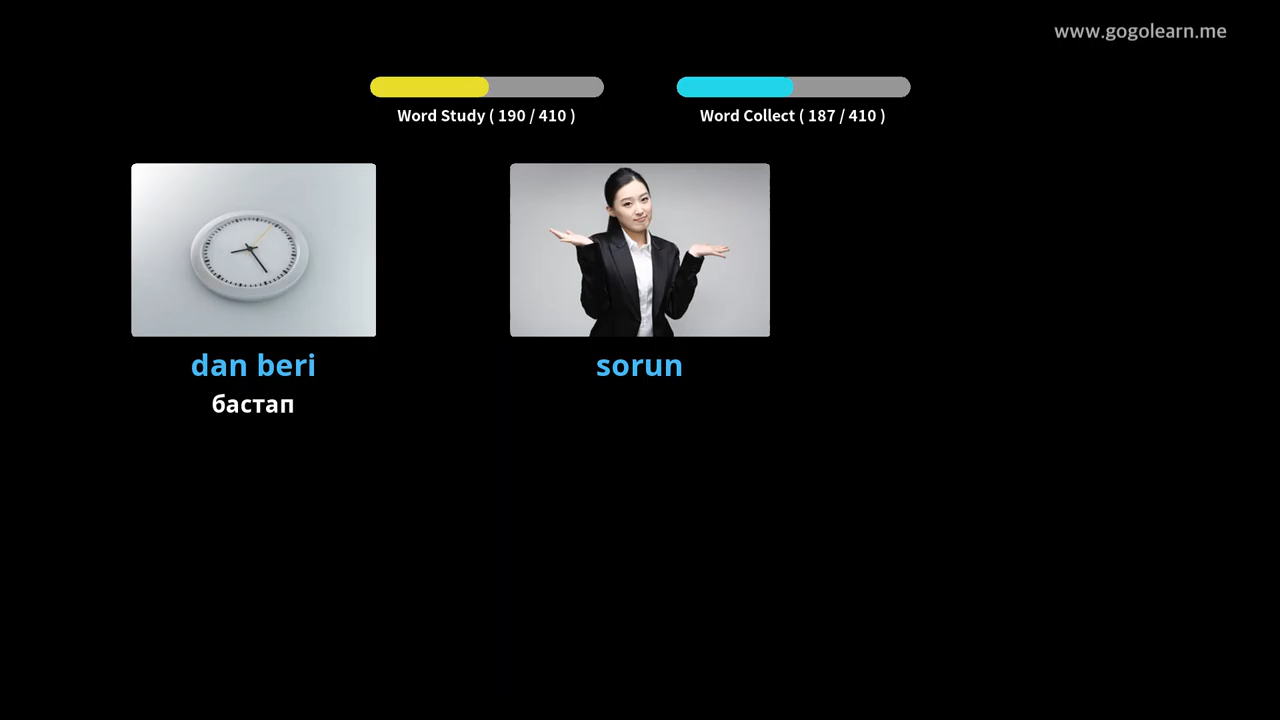 www.gogolearn.me
Word Study ( 190 / 410 )
Word Collect ( 187 / 410 )
dan beri
бастап
sorun